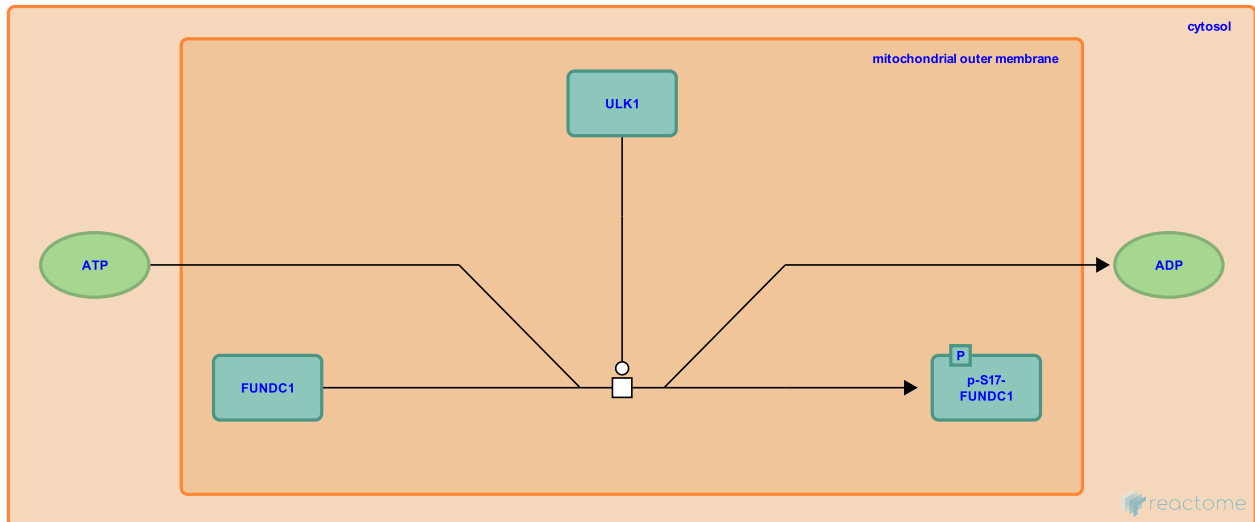 cytosol
mitochondrial outer membrane
ULK1
ATP
ADP
FUNDC1
P
p-S17-
FUNDC1
reactome